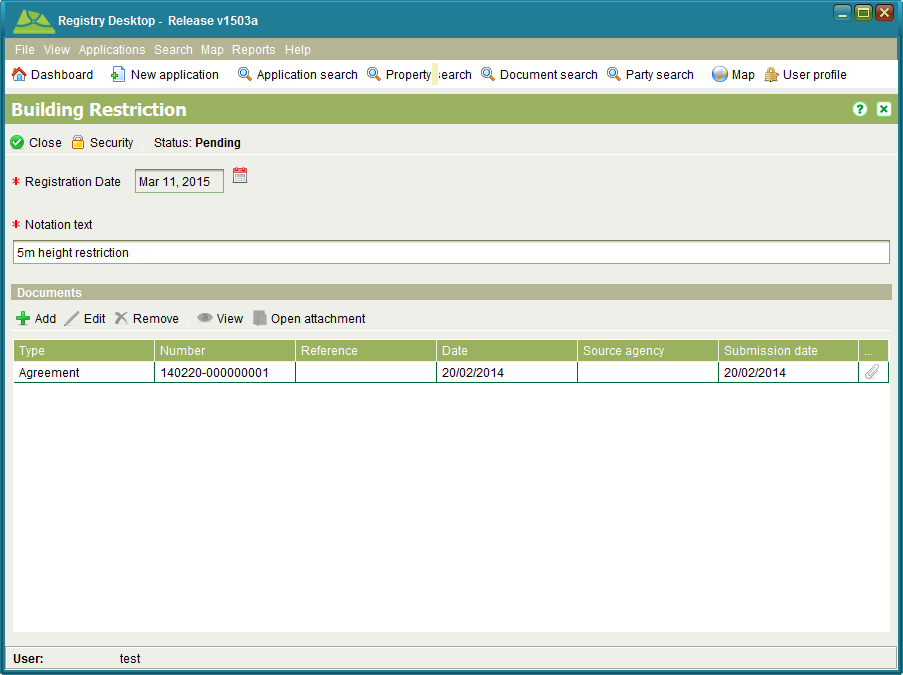 Registry Desktop - Release v1503a
File View Applications Search Map Reports Help
Dashboard New application Application search Property search Document search Party search Map User profile
Building Restriction
Close Security Status: Pending
* Registration Date Mar 11, 2015
* Notation text
5m height restriction
Documents
Add Edit Remove View Open attachment
Type Number Reference Date Source agency Submission date ...
Agreement 140220-000000001 20/02/2014 20/02/2014
User: test